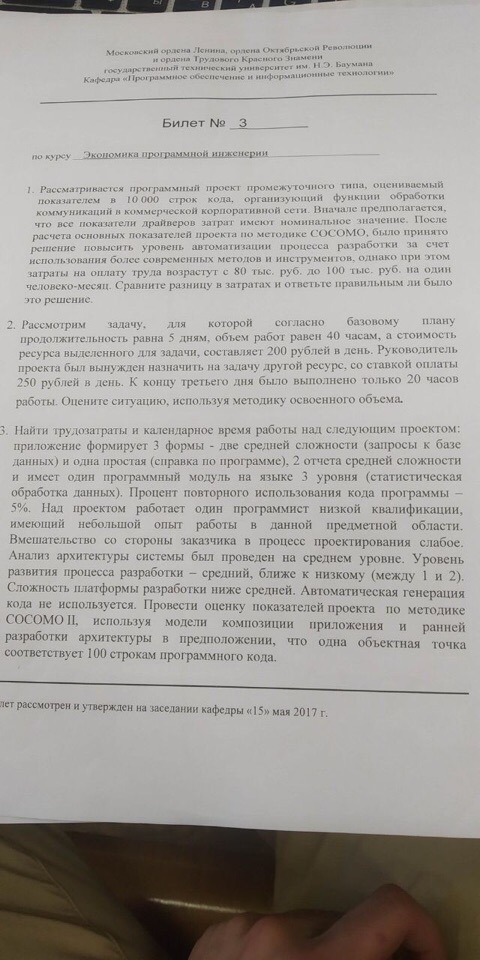 Московский ордена Ленина, ордена Октябрьской Революции
и ордена Трудового Красного Знамени
государственный технический университет им. Н.Э. Баумана
Кафедра «Программное обеспечение и информационные технологии»
Билет № 3
по курсу Экономика программной инженерии
1. Рассматривается программный проект промежуточного типа, оцениваемый
показателем в 10 000 строк кода, организующий функции обработки
коммуникаций в коммерческой корпоративной сети. Вначале предполагается,
что все показатели драйверов затрат имеют номинальное значение. После
расчета основных показателей проекта по методике COCOMO, было принято
решение повысить уровень автоматизации процесса разработки за счет
использования более современных методов и инструментов, однако при этом
затраты на оплату труда возрастут с 80 тыс. руб. до 100 тыс. руб. на один
человеко-месяц. Сравните разницу в затратах и ответьте правильным ли было
это решение.
2. Рассмотрим задачу, для которой согласно базовому плану
продолжительность равна 5 дням, объем работ равен 40 часам, а стоимость
ресурса выделенного для задачи, составляет 200 рублей в день. Руководитель
проекта был вынужден назначить на задачу другой ресурс, со ставкой оплаты
250 рублей в день. К концу третьего дня было выполнено только 20 часов
работы. Оцените ситуацию, используя методику освоенного объема.
3. Найти трудозатраты и календарное время работы над следующим проектом:
приложение формирует 3 формы - две средней сложности (запросы к базе
данных) и одна простая (справка по программе), 2 отчета средней сложности
и имеет один программный модуль на языке 3 уровня (статистическая
обработка данных). Процент повторного использования кода программы –
5%. Над проектом работает один программист низкой квалификации,
имеющий небольшой опыт работы в данной предметной области.
Вмешательство со стороны заказчика в процесс проектирования слабое.
Анализ архитектуры системы был проведен на среднем уровне. Уровень
развития процесса разработки – средний, ближе к низкому (между 1 и 2).
Сложность платформы разработки ниже средней. Автоматическая генерация
кода не используется. Провести оценку показателей проекта по методике
COCOMO II, используя модели композиции приложения и ранней
разработки архитектуры в предположении, что одна объектная точка
соответствует 100 строкам программного кода.
лет рассмотрен и утвержден на заседании кафедры «15» мая 2017 г.